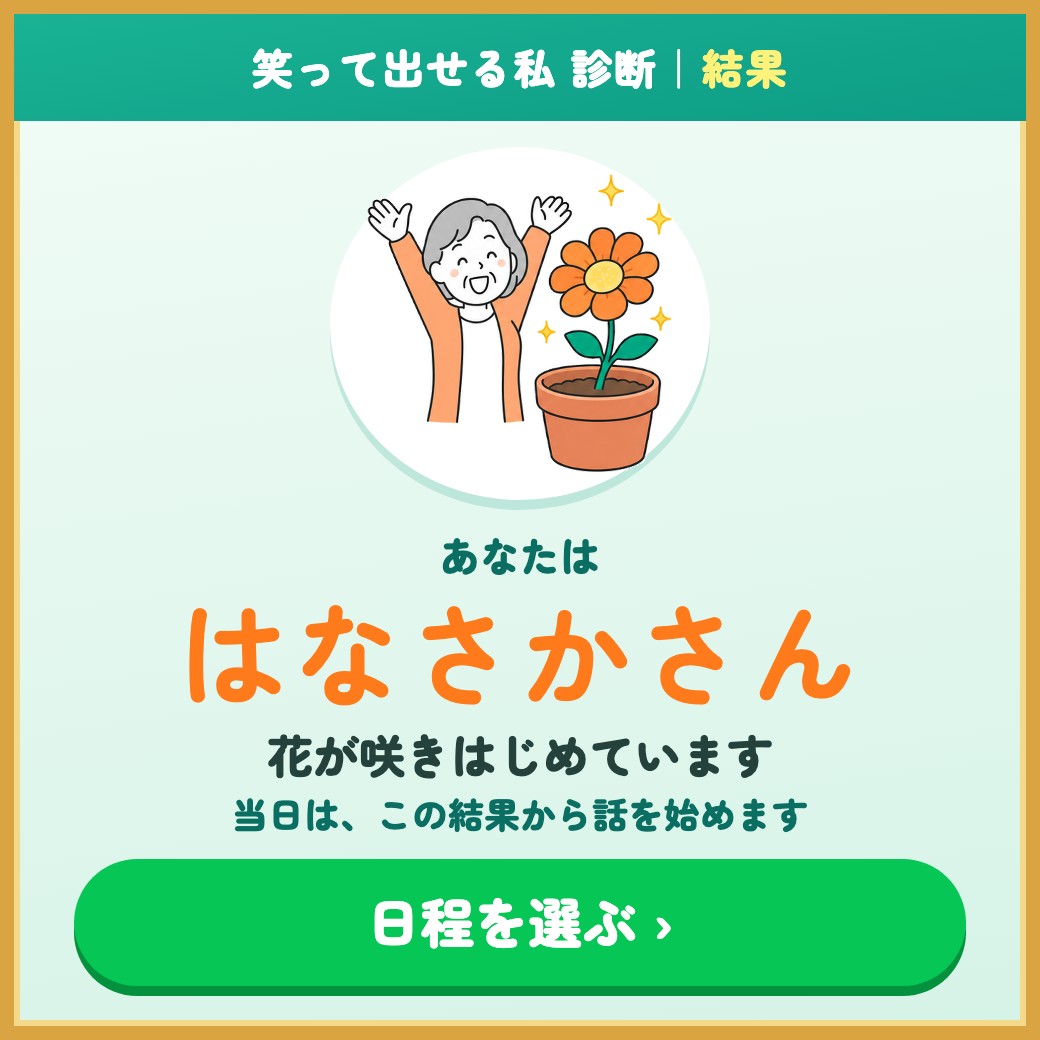 笑って出せる私 診断｜結果
あなたは
はなさかさん
花が咲きはじめています
当日は、この結果から話を始めます
日程を選ぶ ›